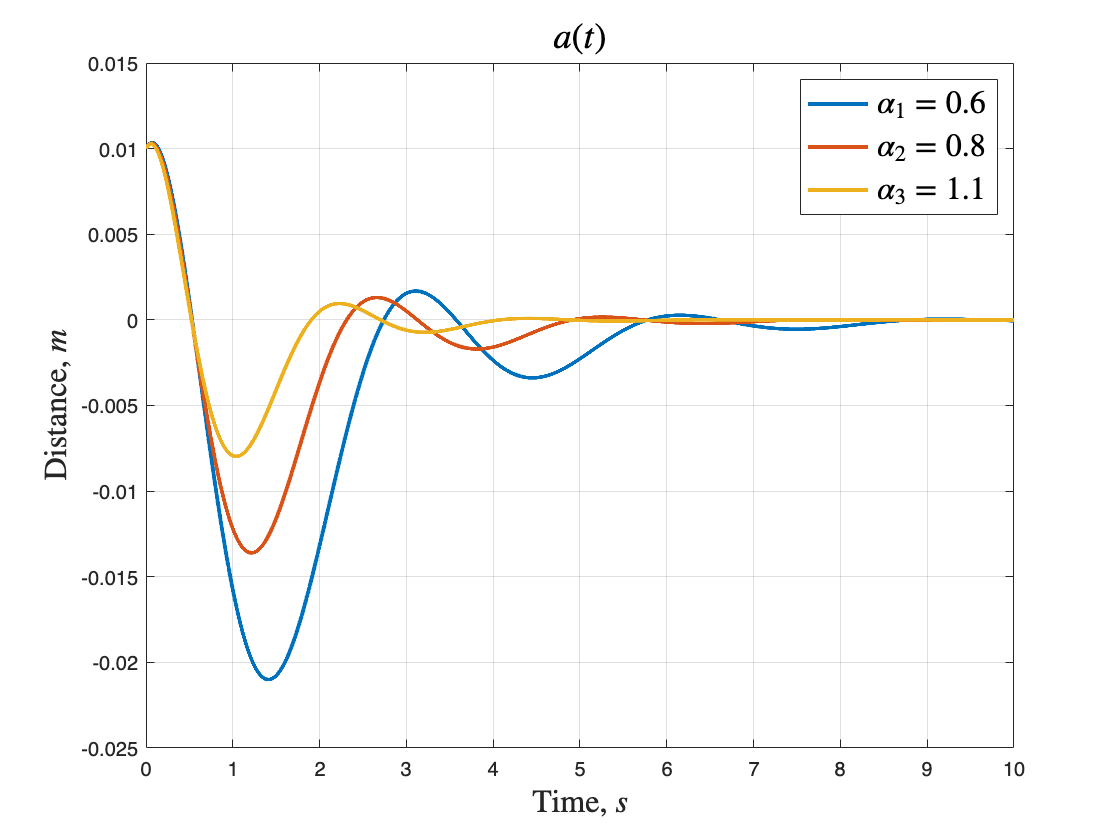 a(t)
0.015
0.01
0.005
0
-0.005
-0.01
-0.015
-0.02
-0.025
Distance, m
α₁ = 0.6
α₂ = 0.8
α₃ = 1.1
0 1 2 3 4 5 6 7 8 9 10
Time, s